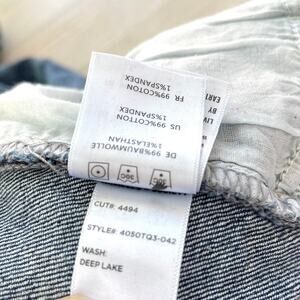 DE 99%BAUMWOLLE
1%ELASTHAN
US 99%COTTON
1%SPANDEX
FR 99%COTTON
1%SPANDEX
BY
CUT#: 4494
STYLE#: 4050TQ3-042
WASH:
DEEP LAKE